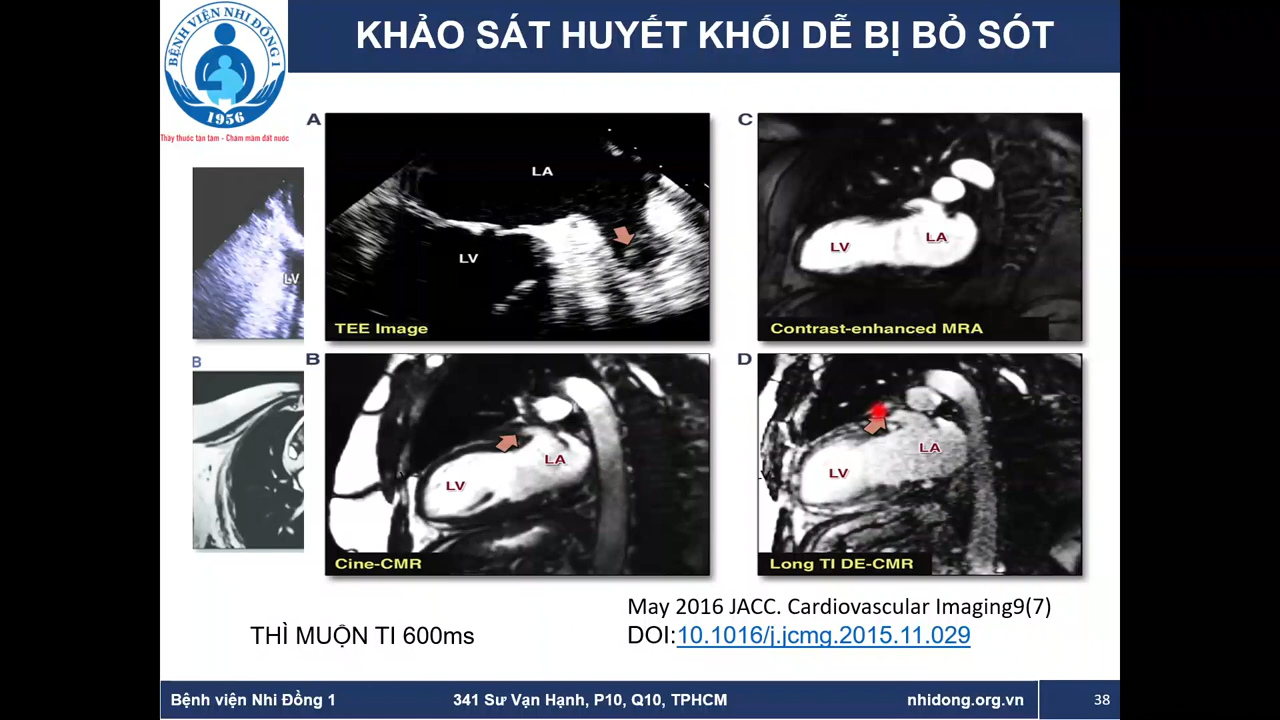 BỆNH VIỆN NHI ĐỒNG 1
1956
Thầy thuốc tận tâm - Chăm mầm đất nước
KHẢO SÁT HUYẾT KHỐI DỄ BỊ BỎ SÓT
LV
B
A
LA
LV
TEE Image
C
LV
LA
Contrast-enhanced MRA
B
LA
LV
Cine-CMR
D
LA
LV
Long TI DE-CMR
THÌ MUỘN TI 600ms
May 2016 JACC. Cardiovascular Imaging9(7)
DOI:10.1016/j.jcmg.2015.11.029
Bệnh viện Nhi Đồng 1
341 Sư Vạn Hạnh, P10, Q10, TPHCM
nhidong.org.vn
38